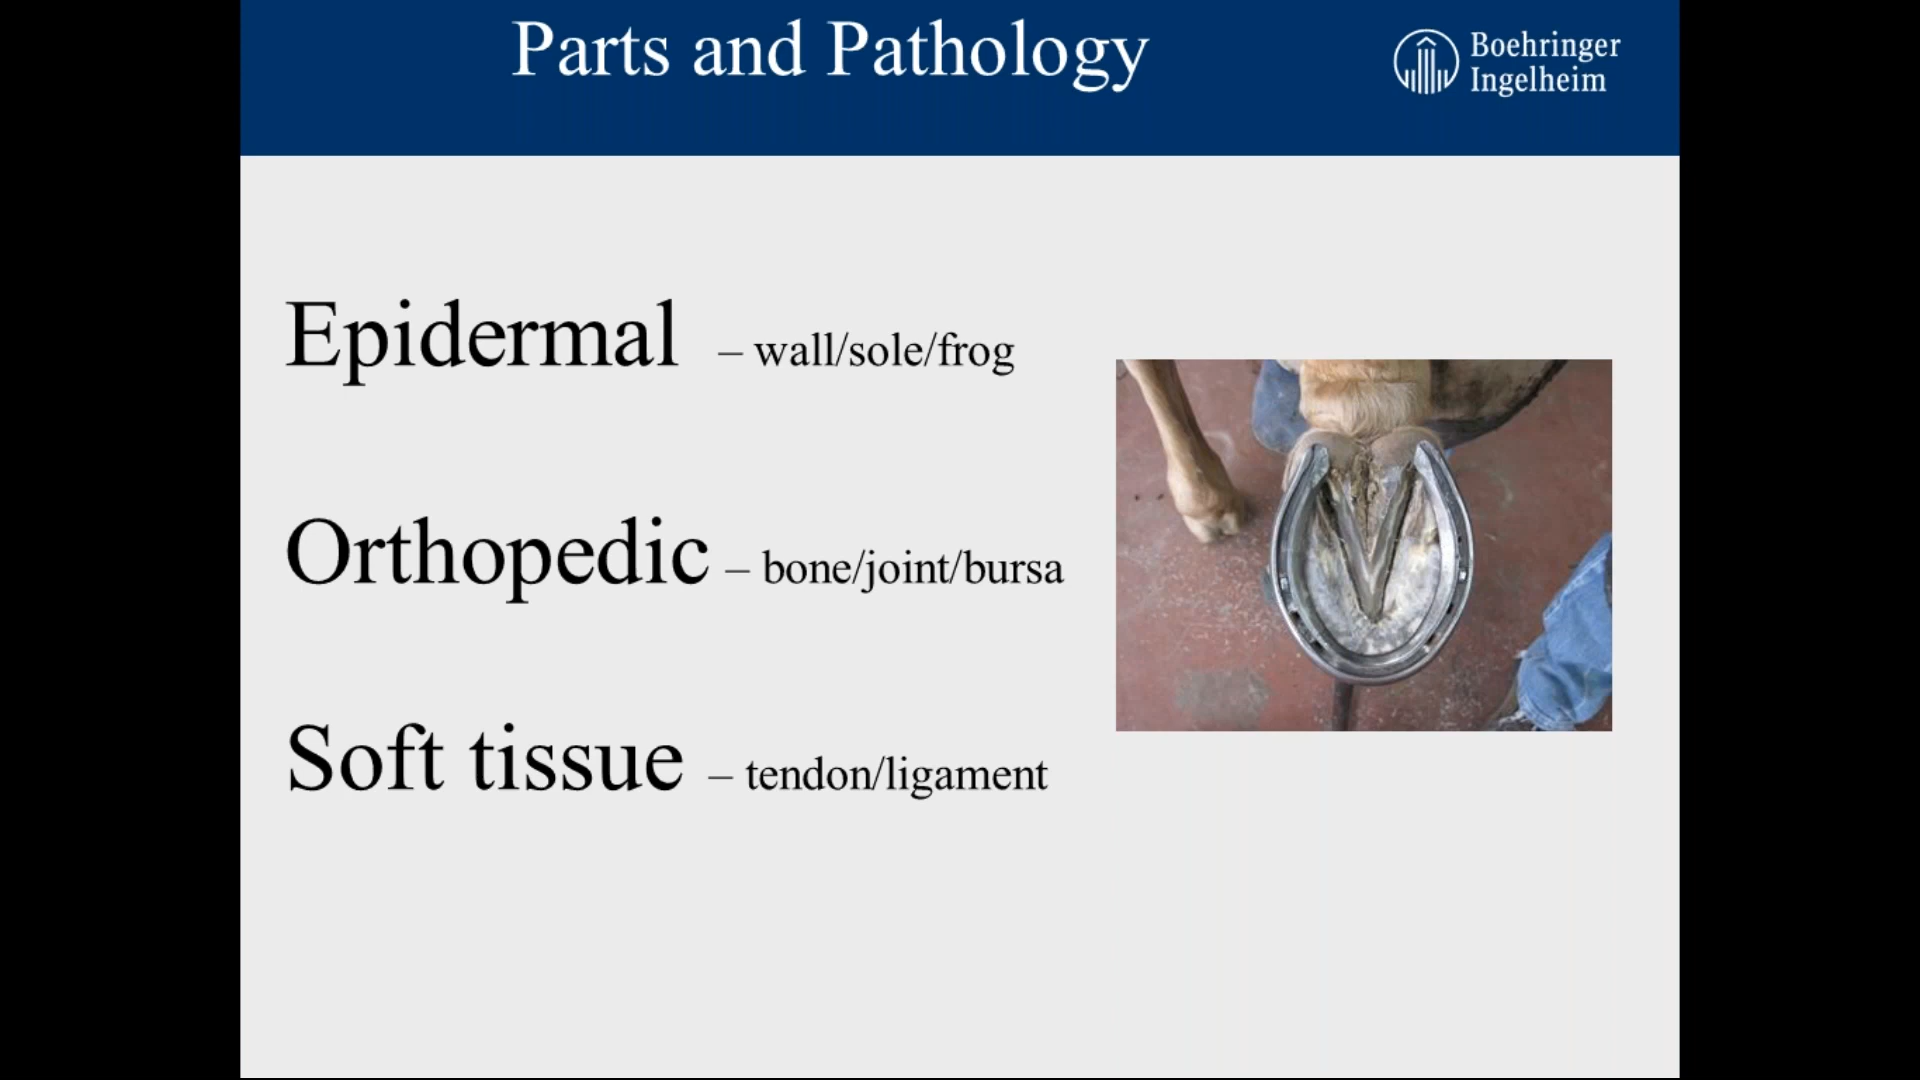 Parts and Pathology
Boehringer
Ingelheim
Epidermal – wall/sole/frog
Orthopedic – bone/joint/bursa
Soft tissue – tendon/ligament